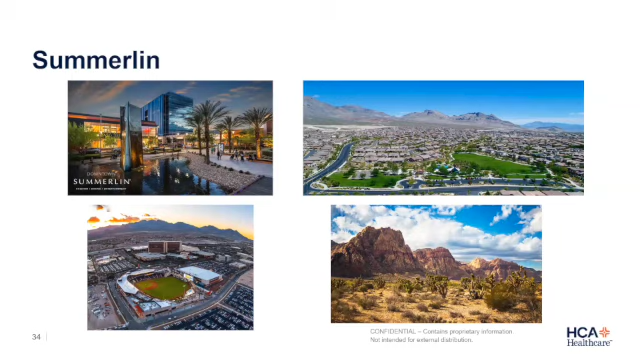 Summerlin
DOWNTOWN
SUMMERLIN
34
CONFIDENTIAL – Contains proprietary information
Not intended for external distribution.
HCA
Healthcare